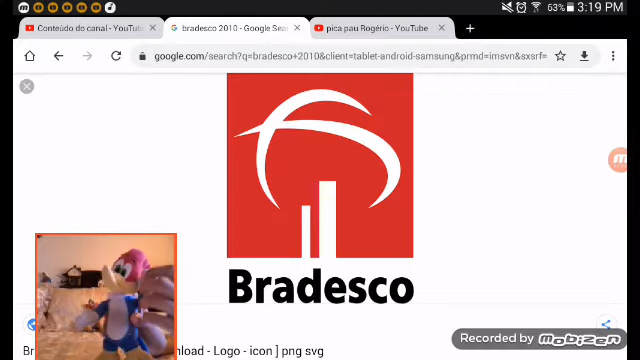 63% 3:19 PM
Conteúdo do canal - YouTube
bradesco 2010 - Google Sea
pica pau Rogério - YouTube
google.com/search?q=bradesco+2010&client=tablet-android-samsung&prmd=imsvn&sxsrf=
Bradesco
Br
nload - Logo - icon ] png svg
Recorded by MOBIZEN